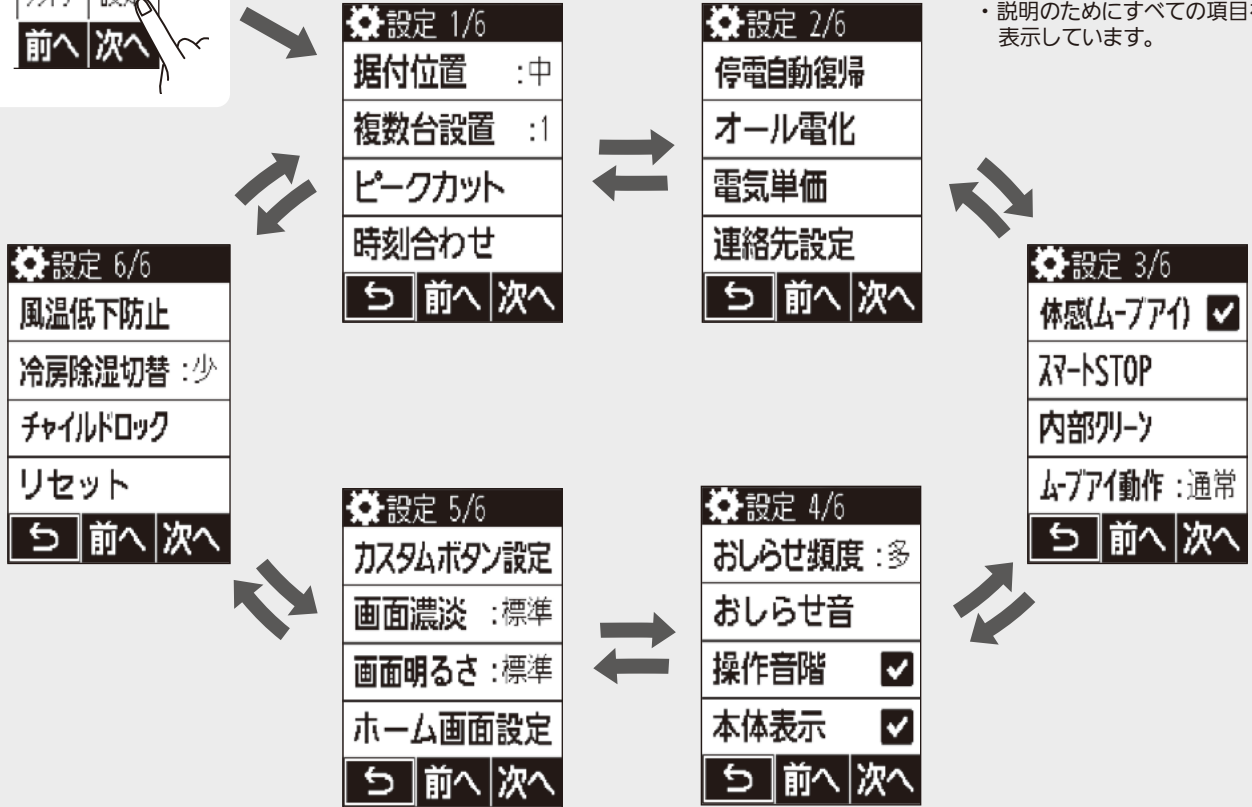 前へ 次へ
・説明のためにすべての項目
表示しています。
設定 1/6
据付位置 :中
複数台設置 :1
ピークカット
時刻合わせ
前へ 次へ
設定 2/6
停電自動復帰
オール電化
電気単価
連絡先設定
前へ 次へ
設定 3/6
体感(ムーブアイ)
スマートSTOP
内部クリーン
ムーブアイ動作 :通常
前へ 次へ
設定 4/6
おしらせ頻度 :多
おしらせ音
操作音階
本体表示
前へ 次へ
設定 5/6
カスタムボタン設定
画面濃淡 :標準
画面明るさ :標準
ホーム画面設定
前へ 次へ
設定 6/6
風温低下防止
冷房除湿切替 :少
チャイルドロック
リセット
前へ 次へ